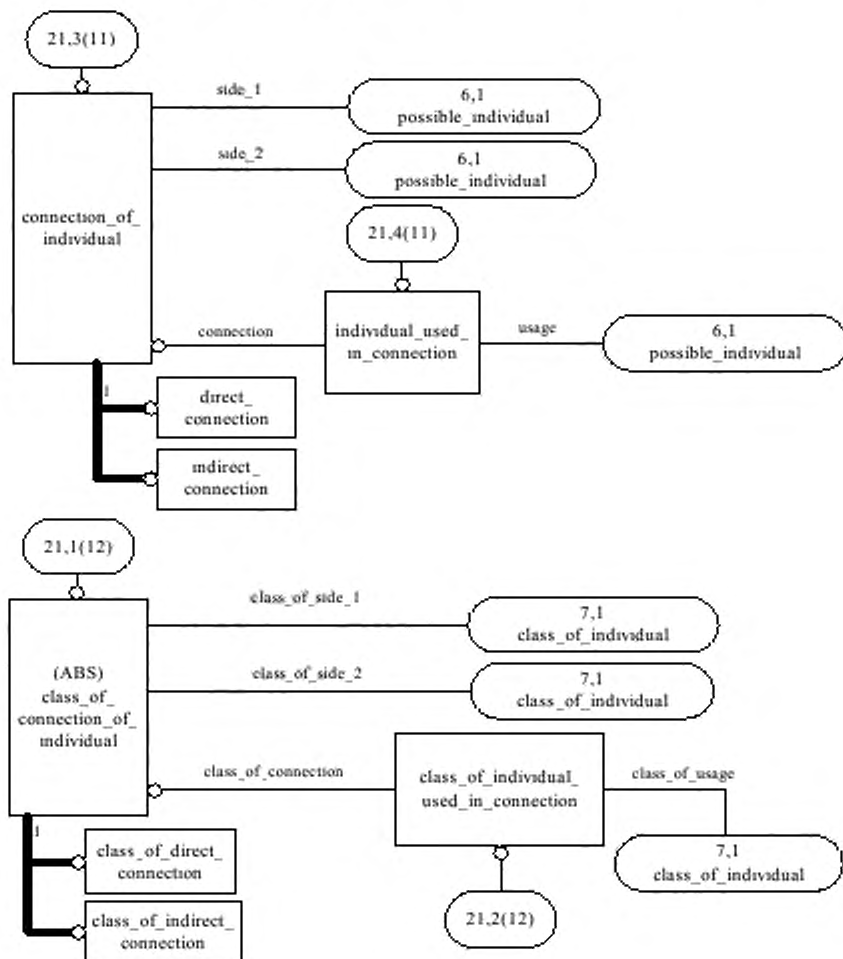 21,3(11)
side_1
6,1
possible_individual
side_2
6,1
possible_individual
connection_of_
individual
21,4(11)
connection
individual_used_
in_connection
usage
6,1
possible_individual
1
direct_
connection
indirect_
connection
21,1(12)
class_of_side_1
7,1
class_of_individual
class_of_side_2
7,1
class_of_individual
(ABS)
class_of_
connection_of_
individual
class_of_connection
class_of_individual_
used_in_connection
class_of_usage
7,1
class_of_individual
1
class_of_direct_
connection
class_of_indirect_
connection
21,2(12)